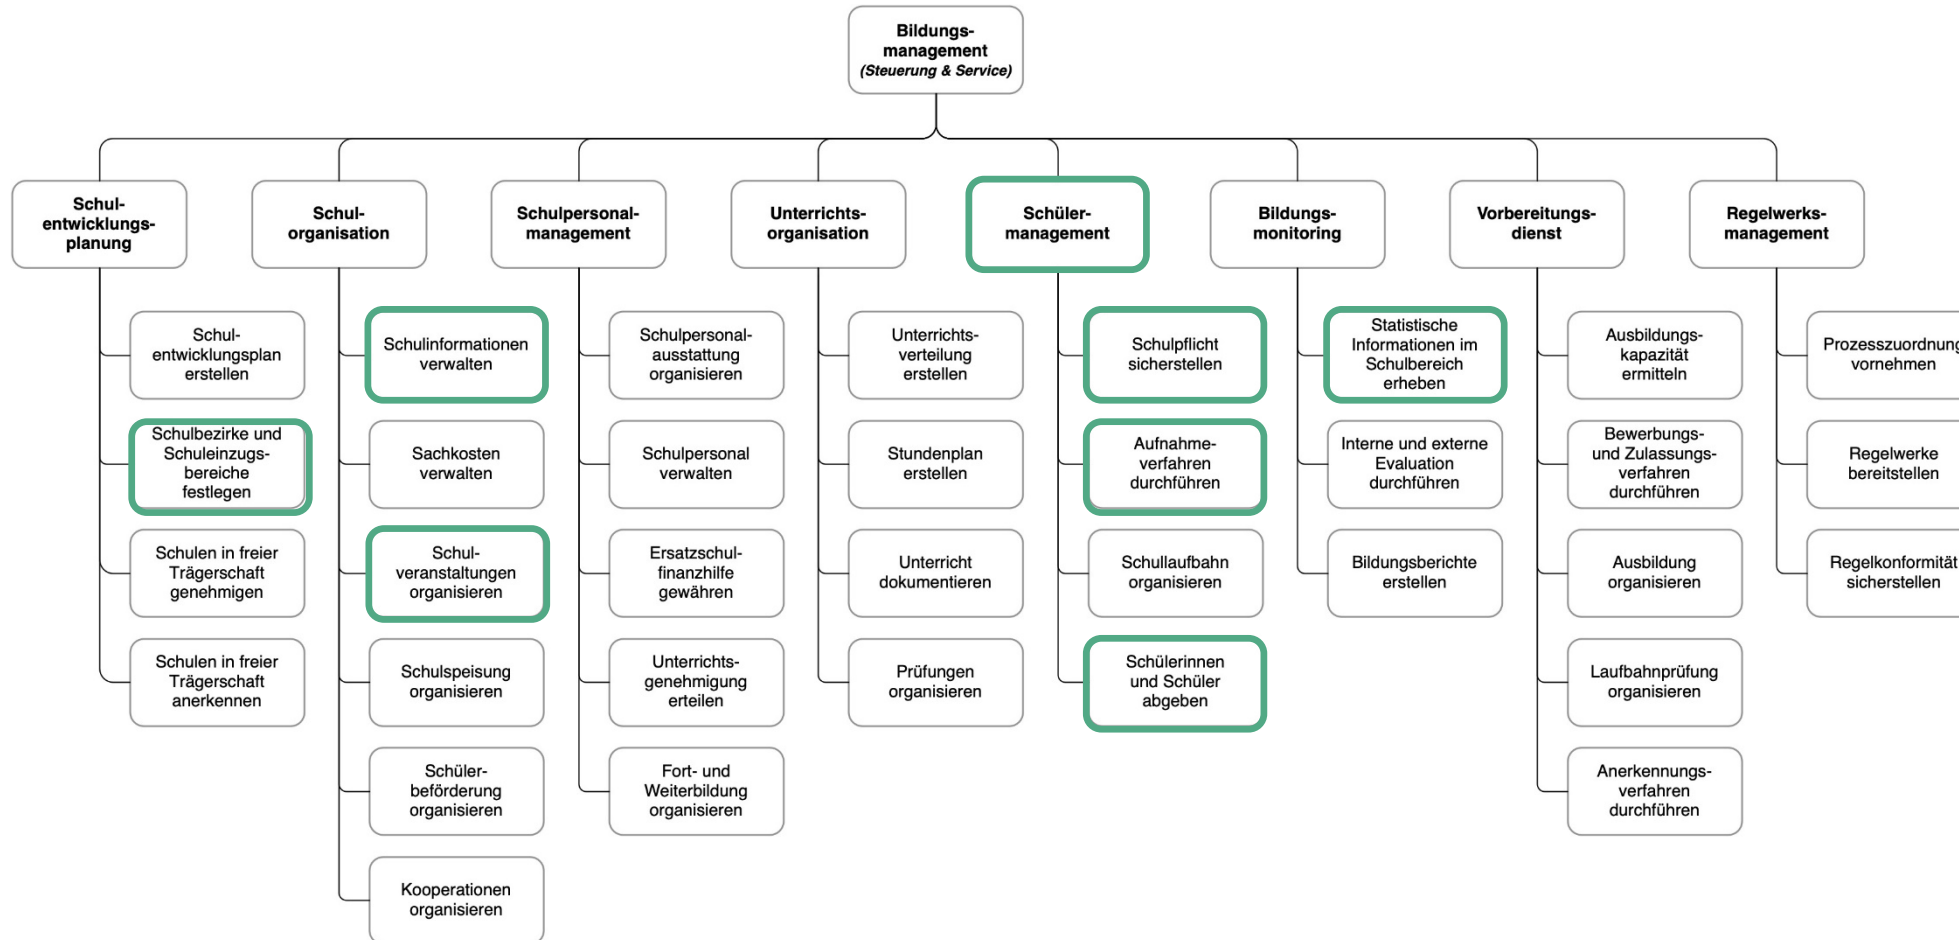 Bildungs-
management
(Steuerung & Service)
Schul-
entwicklungs-
planung
Schul-
organisation
Schulpersonal-
management
Unterrichts-
organisation
Schüler-
management
Bildungs-
monitoring
Vorbereitungs-
dienst
Regelwerks-
management
Schul-
entwicklungsplan
erstellen
Schulbezirke und
Schuleinzugs-
bereiche
festlegen
Schulen in freier
Trägerschaft
genehmigen
Schulen in freier
Trägerschaft
anerkennen
Schulinformationen
verwalten
Sachkosten
verwalten
Schul-
veranstaltungen
organisieren
Schulspeisung
organisieren
Schüler-
beförderung
organisieren
Kooperationen
organisieren
Schulpersonal-
ausstattung
organisieren
Schulpersonal
verwalten
Ersatzschul-
finanzhilfe
gewähren
Unterrichts-
genehmigung
erteilen
Fort- und
Weiterbildung
organisieren
Unterrichts-
verteilung
erstellen
Stundenplan
erstellen
Unterricht
dokumentieren
Prüfungen
organisieren
Schulpflicht
sicherstellen
Aufnahme-
verfahren
durchführen
Schullaufbahn
organisieren
Schülerinnen
und Schüler
abgeben
Statistische
Informationen im
Schulbereich
erheben
Interne und externe
Evaluation
durchführen
Bildungsberichte
erstellen
Ausbildungs-
kapazität
ermitteln
Bewerbungs-
und Zulassungs-
verfahren
durchführen
Ausbildung
organisieren
Laufbahnprüfung
organisieren
Anerkennungs-
verfahren
durchführen
Prozesszuordnung
vornehmen
Regelwerke
bereitstellen
Regelkonformität
sicherstellen